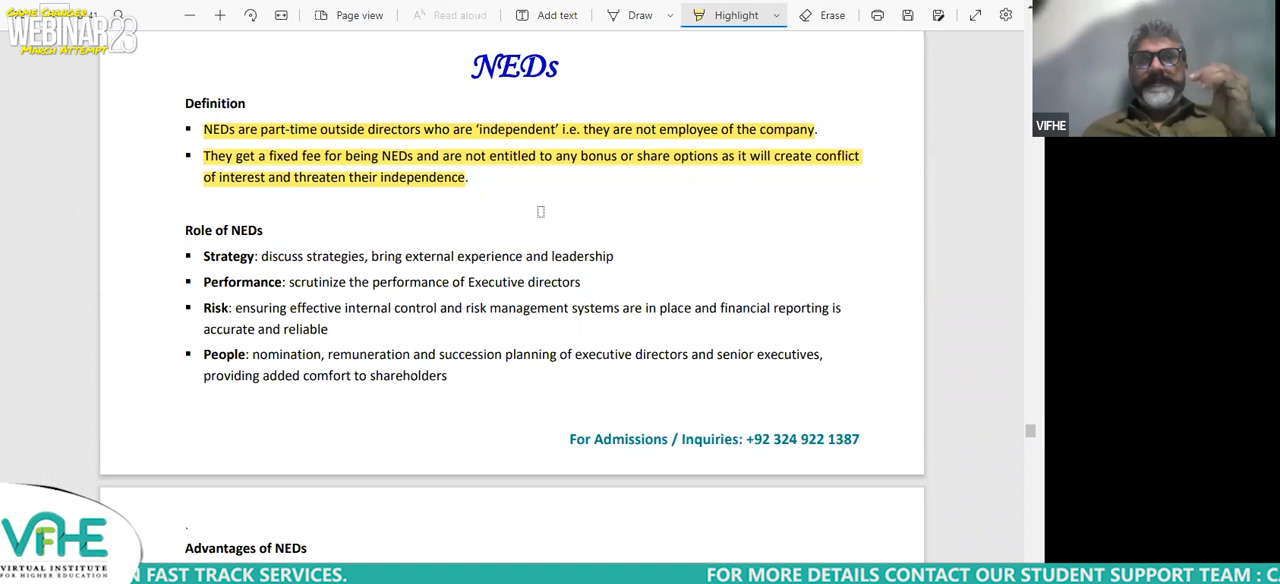 GAME CHANGER
WEBINAR 23
MARCH ATTEMPT
41
Page view
Read aloud
Add text
Draw
Highlight
Erase
NEDs
Definition
▪ NEDs are part-time outside directors who are ‘independent’ i.e. they are not employee of the company.
▪ They get a fixed fee for being NEDs and are not entitled to any bonus or share options as it will create conflict
of interest and threaten their independence.
Role of NEDs
▪ Strategy: discuss strategies, bring external experience and leadership
▪ Performance: scrutinize the performance of Executive directors
▪ Risk: ensuring effective internal control and risk management systems are in place and financial reporting is
accurate and reliable
▪ People: nomination, remuneration and succession planning of executive directors and senior executives,
providing added comfort to shareholders
For Admissions / Inquiries: +92 324 922 1387
.
Advantages of NEDs
VIFHE
VIFHE
VIRTUAL INSTITUTE
FOR HIGHER EDUCATION
N FAST TRACK SERVICES.
FOR MORE DETAILS CONTACT OUR STUDENT SUPPORT TEAM : C